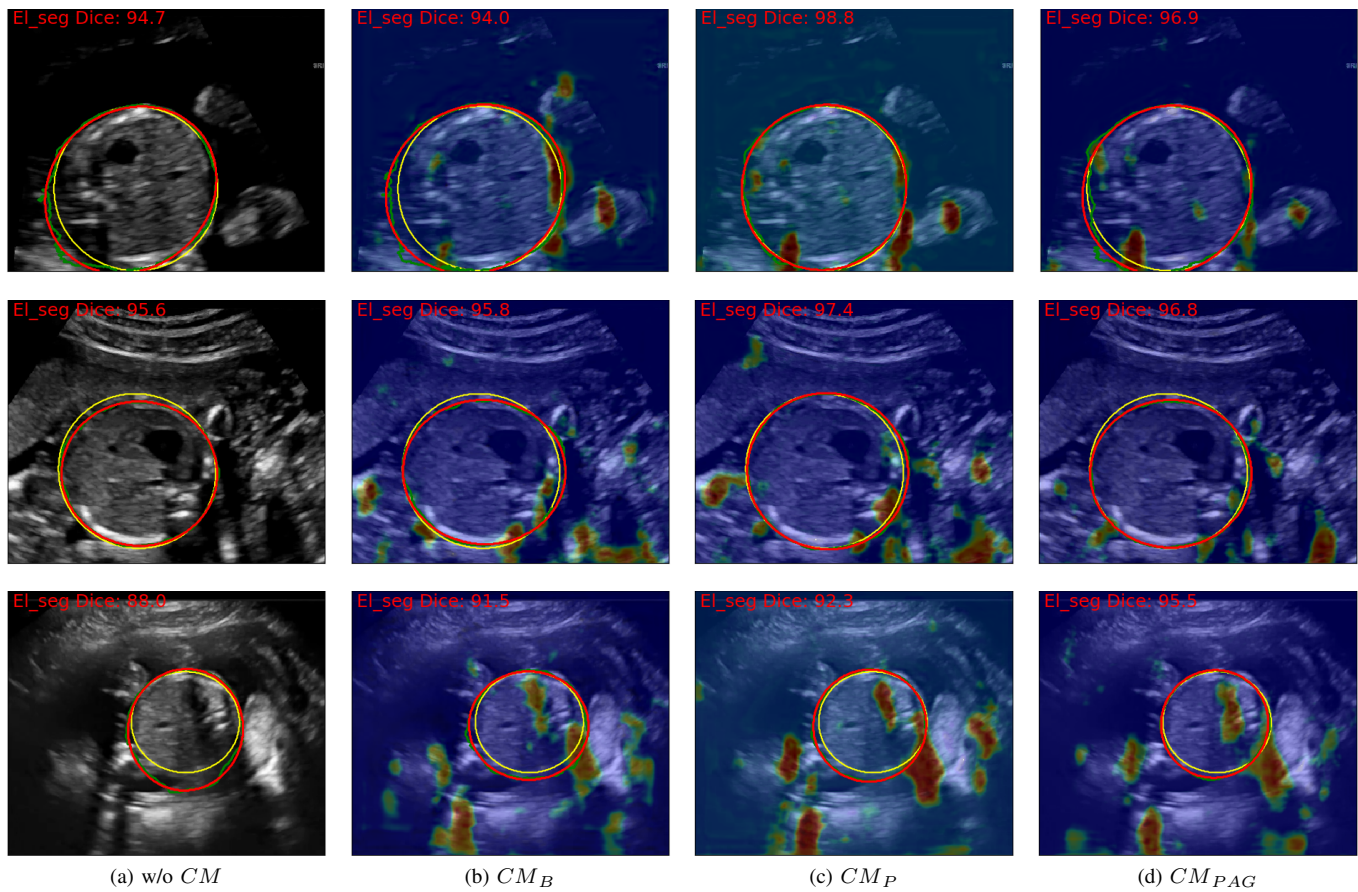 El_seg Dice: 94.7
El_seg Dice: 94.0
El_seg Dice: 98.8
El_seg Dice: 96.9
El_seg Dice: 95.6
El_seg Dice: 95.8
El_seg Dice: 97.4
El_seg Dice: 96.8
El_seg Dice: 88.0
El_seg Dice: 91.5
El_seg Dice: 92.3
El_seg Dice: 95.5
(a) w/o CM
(b) CM_B
(c) CM_P
(d) CM_{PAG}